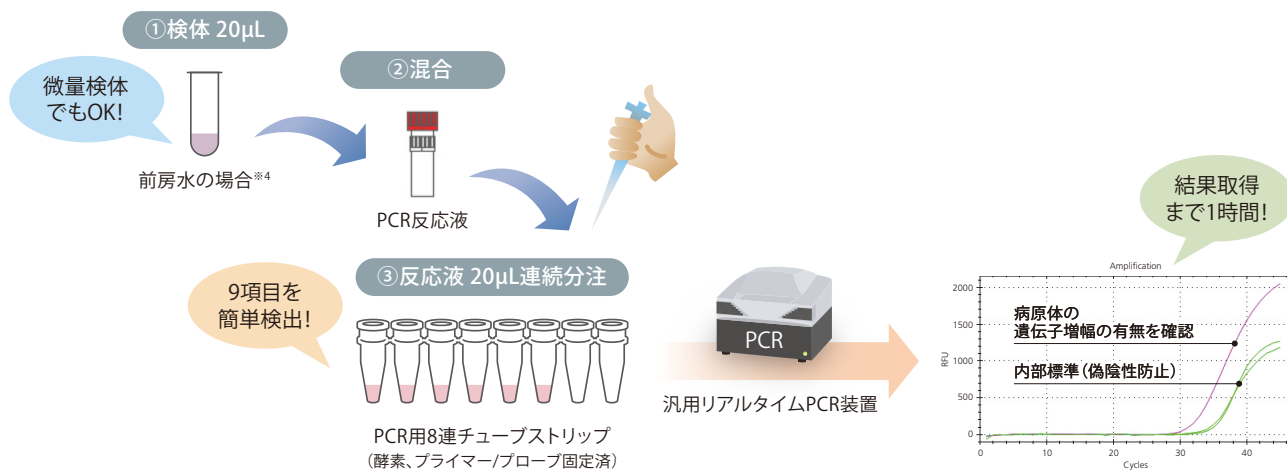 ①検体 20μL
微量検体
でもOK!
前房水の場合※4
②混合
PCR反応液
③反応液 20μL連続分注
9項目を
簡単検出!
PCR用8連チューブストリップ
（酵素、プライマー/プローブ固定済）
PCR
汎用リアルタイムPCR装置
結果取得
まで1時間!
Amplification
2000
1500
1000
500
0
RFU
病原体の
遺伝子増幅の有無を確認
内部標準（偽陰性防止）
0 10 20 30 40
Cycles